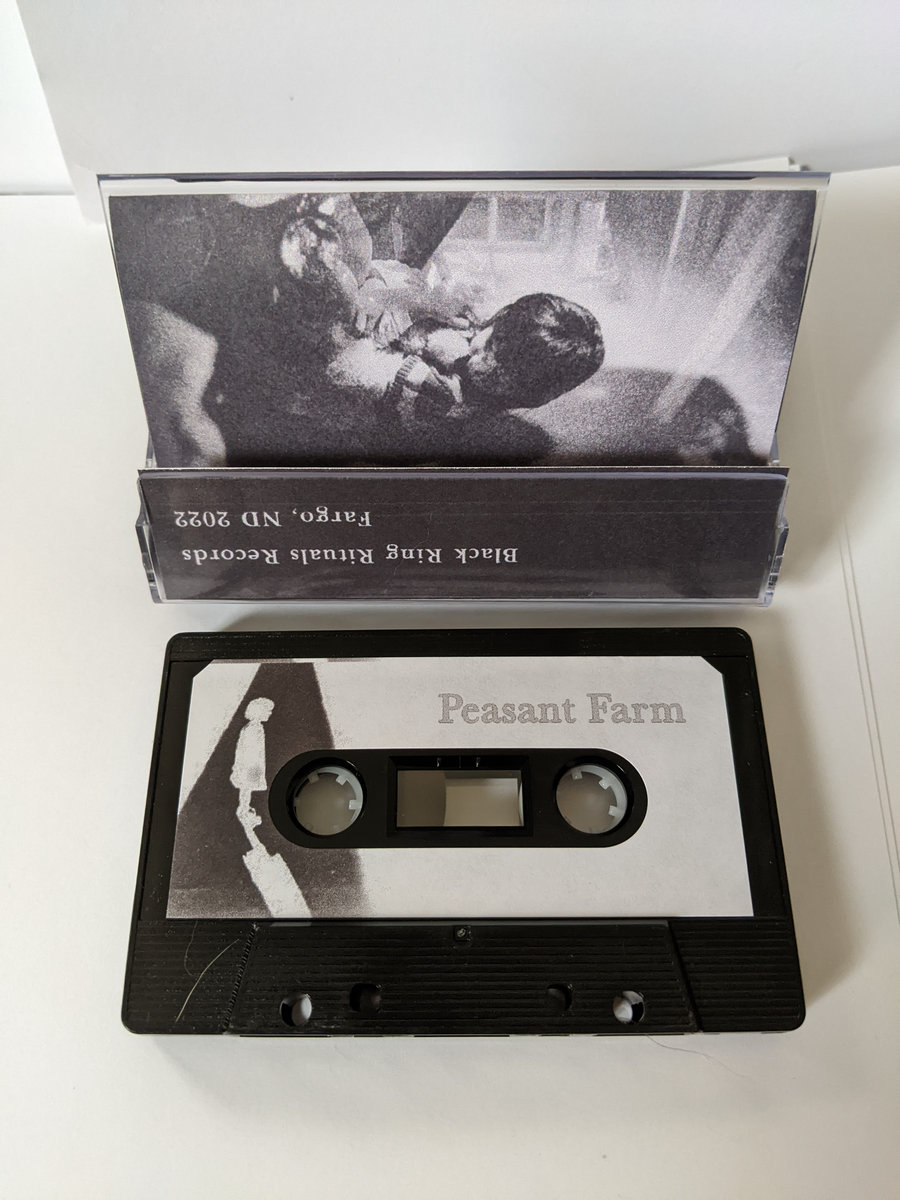 Black Ring Rituals Records
Fargo, ND 2022
Peasant Farm